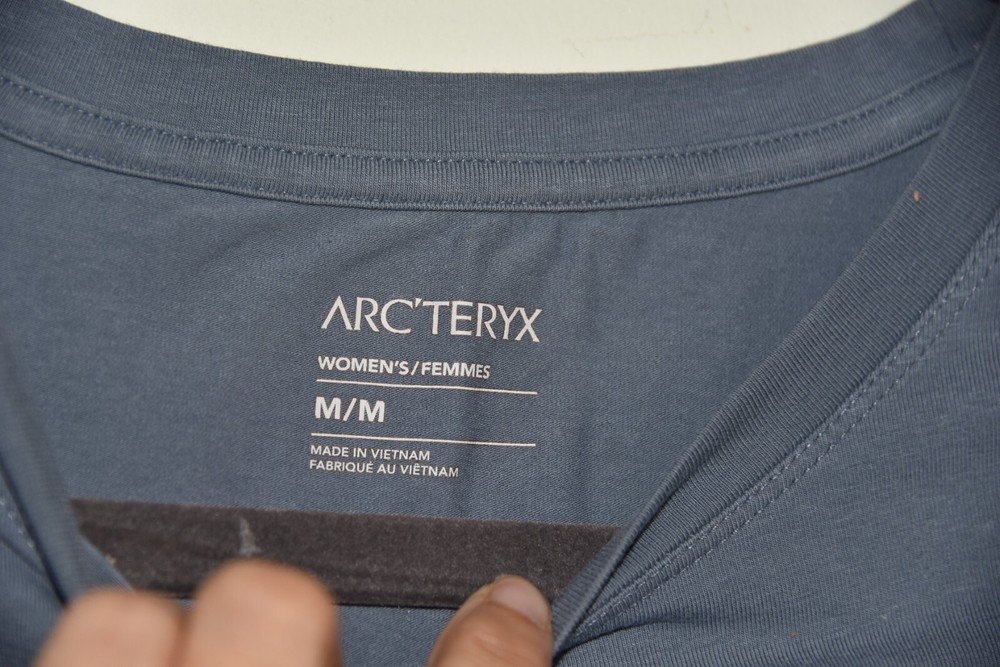 ARC'TERYX
WOMEN'S/FEMMES
M/M
MADE IN VIETNAM
FABRIQUÉ AU VIÊTNAM